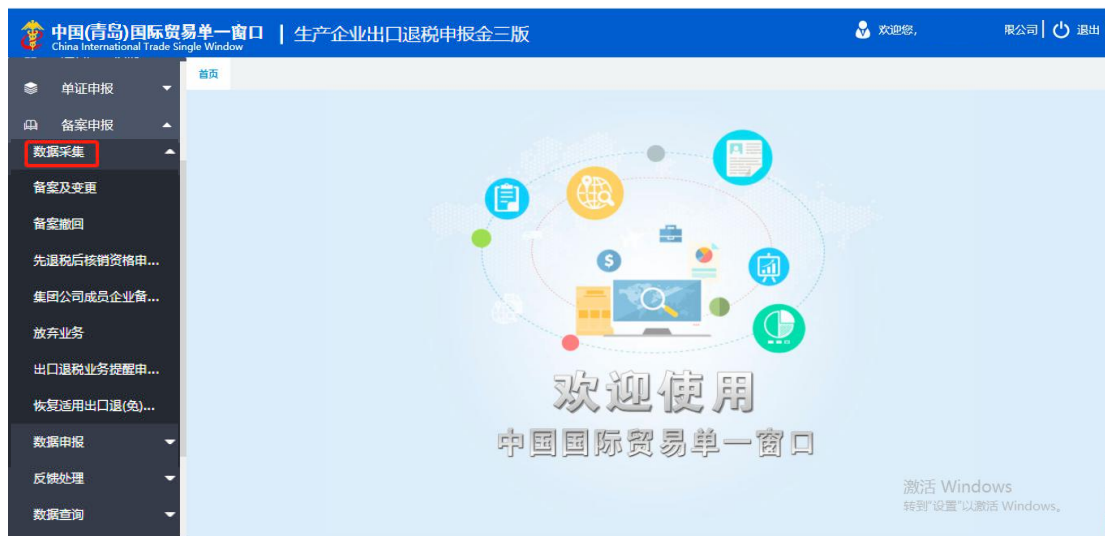 中国(青岛)国际贸易单一窗口 | 生产企业出口退税申报金三版
China International Trade Single Window
欢迎您,
限公司 | 退出
单证申报
首页
备案申报
数据采集
备案及变更
备案撤回
先退税后核销资格申...
集团公司成员企业备...
放弃业务
出口退税业务提醒申...
恢复适用出口退(免)...
数据申报
反馈处理
数据查询
欢迎使用
中国国际贸易单一窗口
激活 Windows
转到"设置"以激活 Windows。